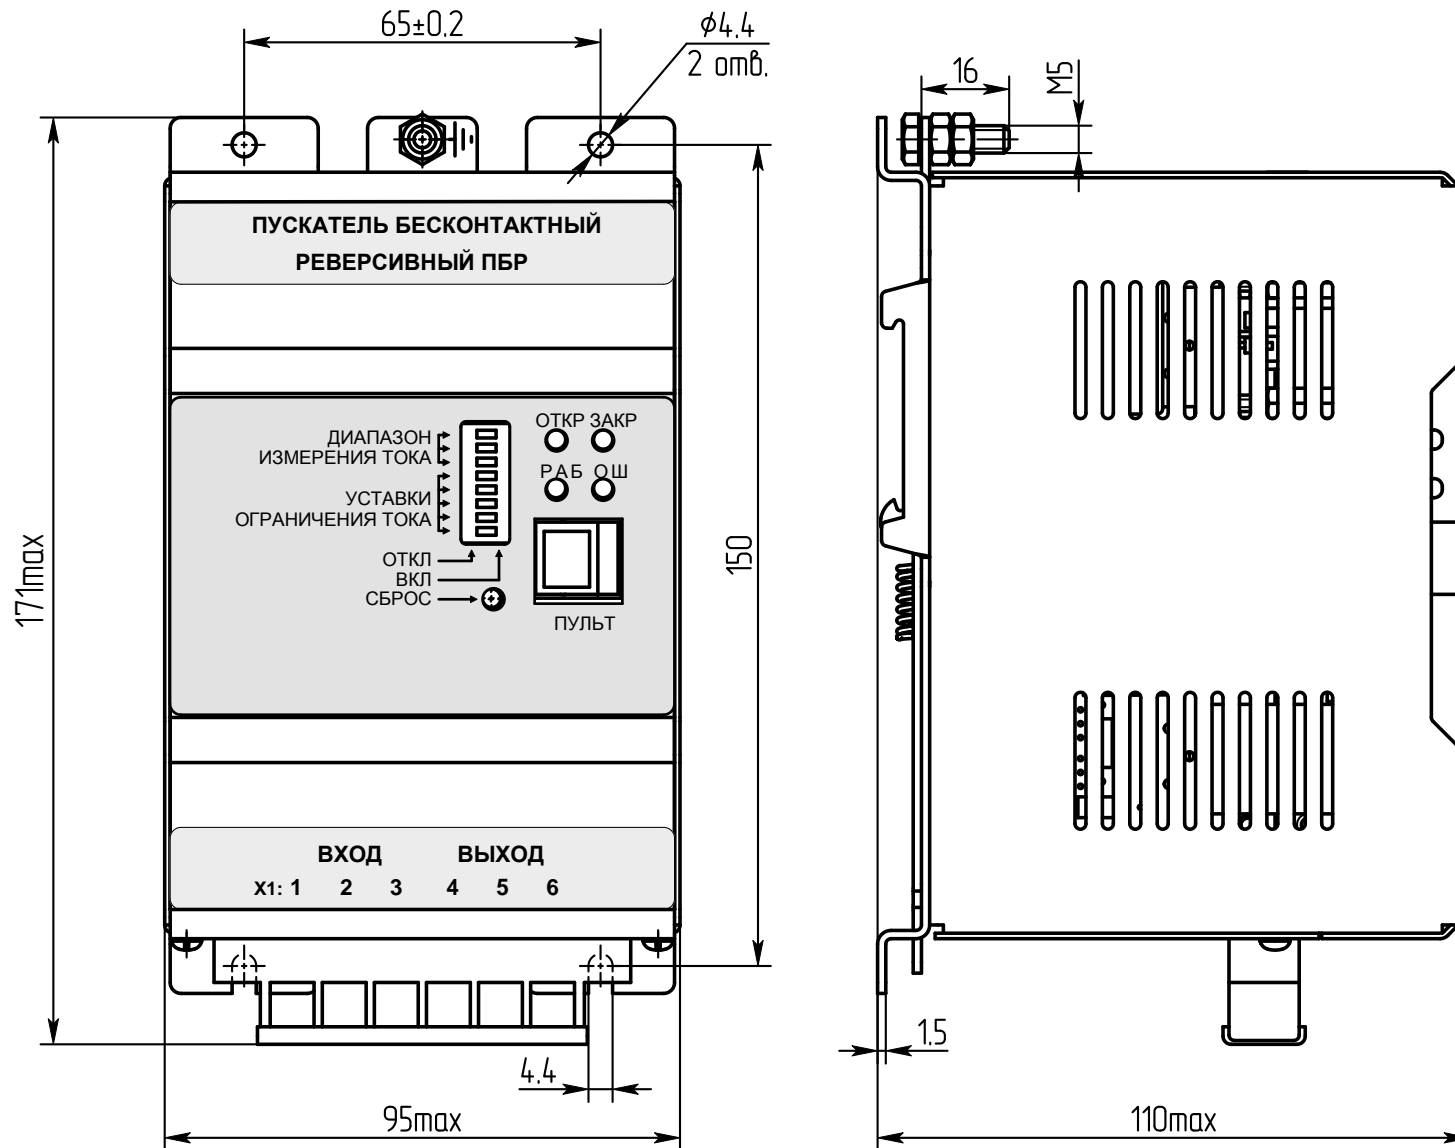 65±0,2
ϕ4,4
2 отв.
16
М5
ПУСКАТЕЛЬ БЕСКОНТАКТНЫЙ
РЕВЕРСИВНЫЙ ПБР
ОТКР ЗАКР
ДИАПАЗОН
ИЗМЕРЕНИЯ ТОКА
РАБ ОШ
УСТАВКИ
ОГРАНИЧЕНИЯ ТОКА
ОТКЛ
ВКЛ
СБРОС
ПУЛЬТ
171max
150
ВХОД ВЫХОД
X1: 1 2 3 4 5 6
1,5
4,4
95max
110max